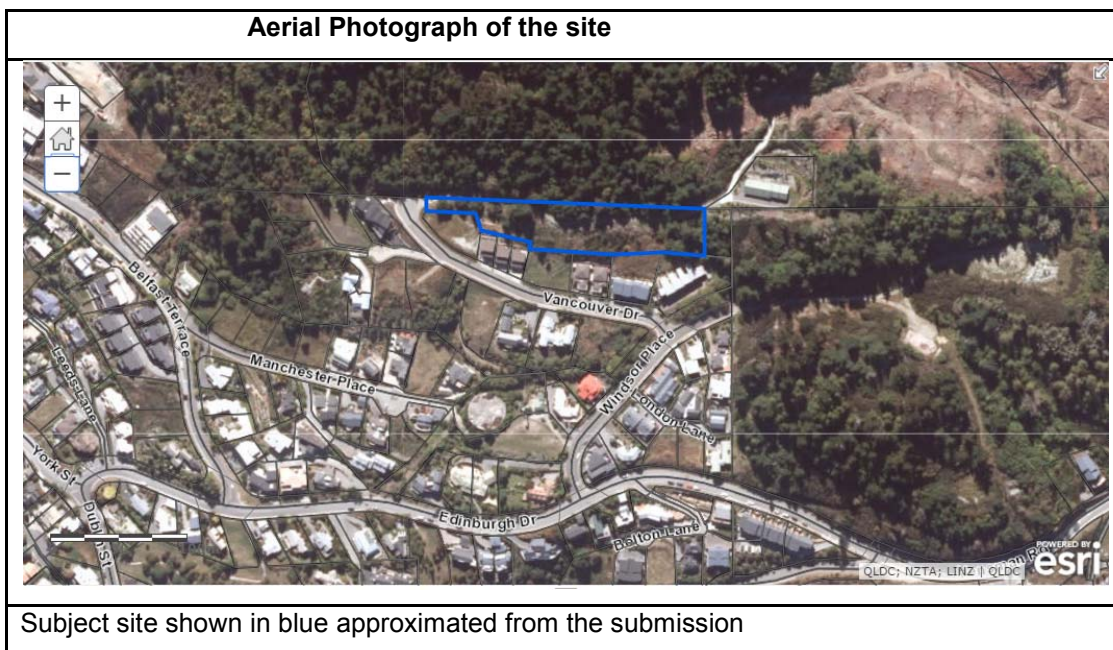 Aerial Photograph of the site
+
−
Belfast Terrace
Leeds Lane
York St
Dublin St
Manchester Place
Vancouver Dr
Windsor Place
London Lane
Edinburgh Dr
Belton Lane
POWERED BY
esri
QLDC; NZTA; LINZ | QLDC
Subject site shown in blue approximated from the submission